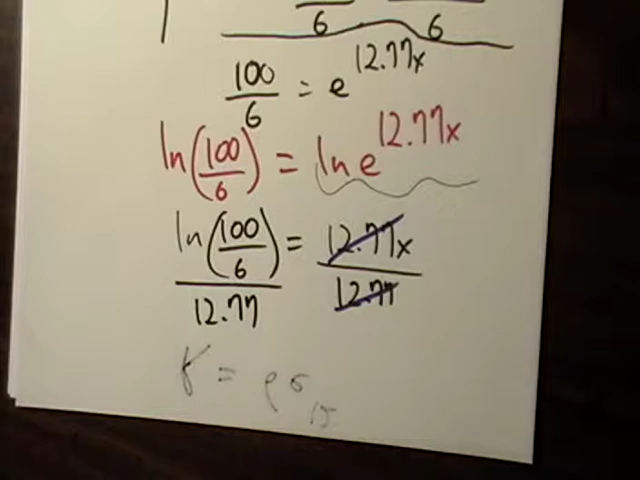 6 6
100/6 = e^12.77x
ln(100/6) = ln e^12.77x
ln(100/6)/12.77 = 12.77x/12.77